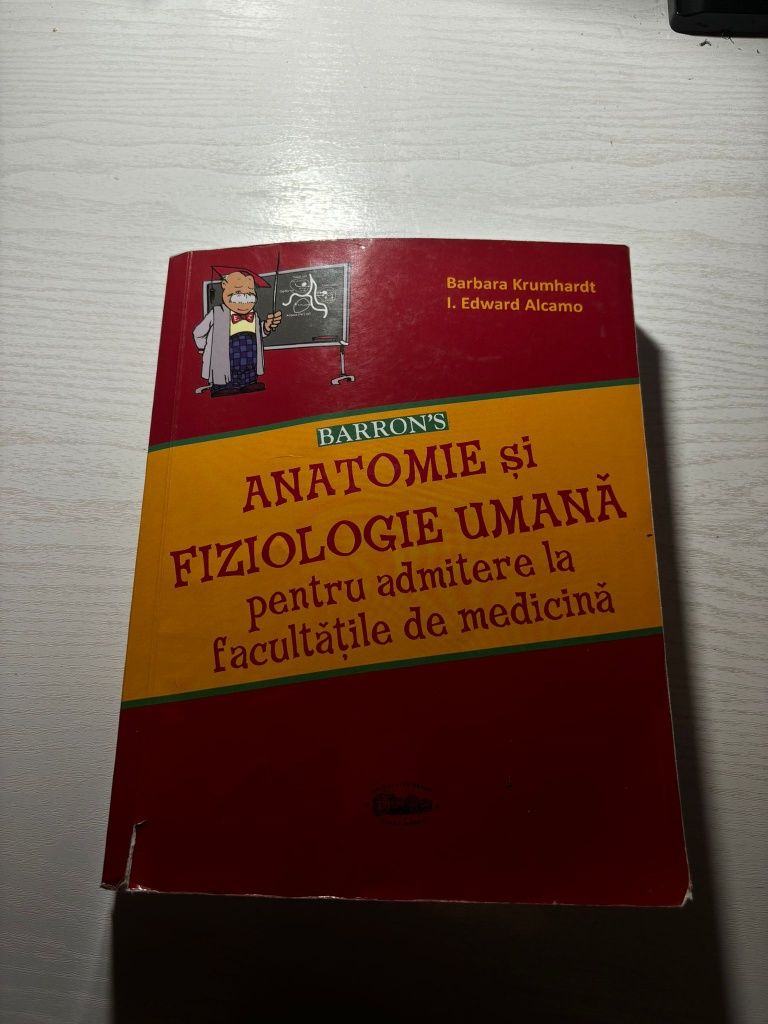 Barbara Krumhardt
I. Edward Alcamo
BARRON'S
ANATOMIE și
FIZIOLOGIE UMANĂ
pentru admitere la
facultățile de medicină